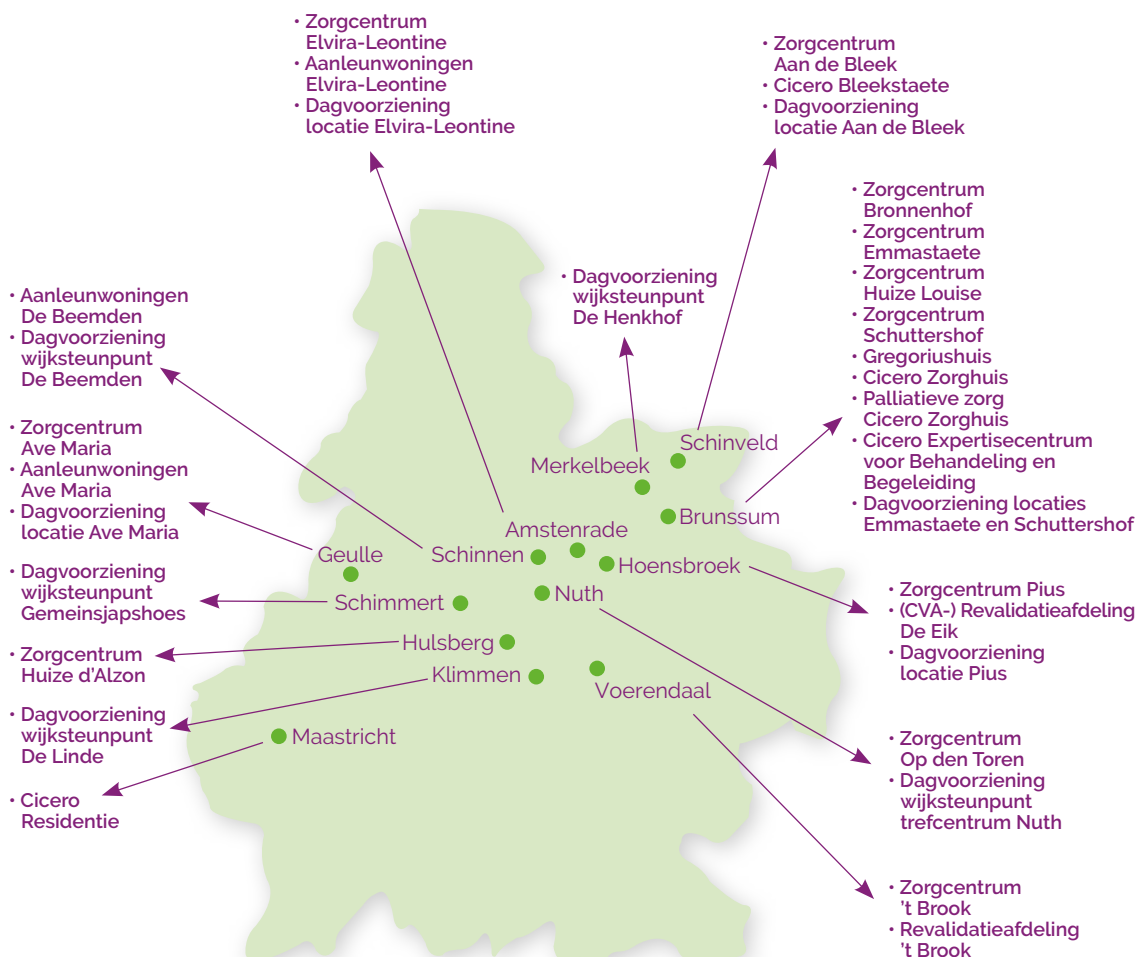 • Zorgcentrum
Elvira-Leontine
• Aanleunwoningen
Elvira-Leontine
• Dagvoorziening
locatie Elvira-Leontine
• Zorgcentrum
Aan de Bleek
• Cicero Bleekstaete
• Dagvoorziening
locatie Aan de Bleek
• Zorgcentrum
Bronnenhof
• Zorgcentrum
Emmastaete
• Zorgcentrum
Huize Louise
• Zorgcentrum
Schuttershof
• Gregoriushuis
• Cicero Zorghuis
• Palliatieve zorg
Cicero Zorghuis
• Cicero Expertisecentrum
voor Behandeling en
Begeleiding
• Dagvoorziening locaties
Emmastaete en Schuttershof
• Dagvoorziening
wijksteunpunt
De Henkhof
• Aanleunwoningen
De Beemden
• Dagvoorziening
wijksteunpunt
De Beemden
• Zorgcentrum
Ave Maria
• Aanleunwoningen
Ave Maria
• Dagvoorziening
locatie Ave Maria
• Dagvoorziening
wijksteunpunt
Gemeinsjapshoes
• Zorgcentrum
Huize d'Alzon
• Dagvoorziening
wijksteunpunt
De Linde
• Cicero
Residentie
Schinveld
Merkelbeek
Brunssum
Amstenrade
Geulle
Schinnen
Hoensbroek
Schimmert
Nuth
Hulsberg
Klimmen
Voerendaal
Maastricht
• Zorgcentrum Pius
• (CVA-) Revalidatieafdeling
De Eik
• Dagvoorziening
locatie Pius
• Zorgcentrum
Op den Toren
• Dagvoorziening
wijksteunpunt
trefcentrum Nuth
• Zorgcentrum
't Brook
• Revalidatieafdeling
't Brook